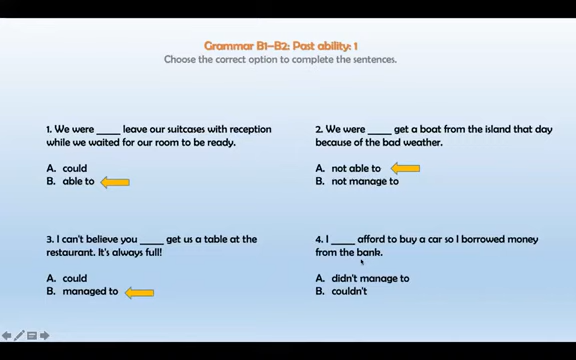 Grammar B1–B2: Past ability: 1
Choose the correct option to complete the sentences.
1. We were ____ leave our suitcases with reception
while we waited for our room to be ready.
A. could
B. able to
2. We were ____ get a boat from the island that day
because of the bad weather.
A. not able to
B. not manage to
3. I can't believe you ____ get us a table at the
restaurant. It's always full!
A. could
B. managed to
4. I ____ afford to buy a car so I borrowed money
from the bank.
A. didn't manage to
B. couldn't